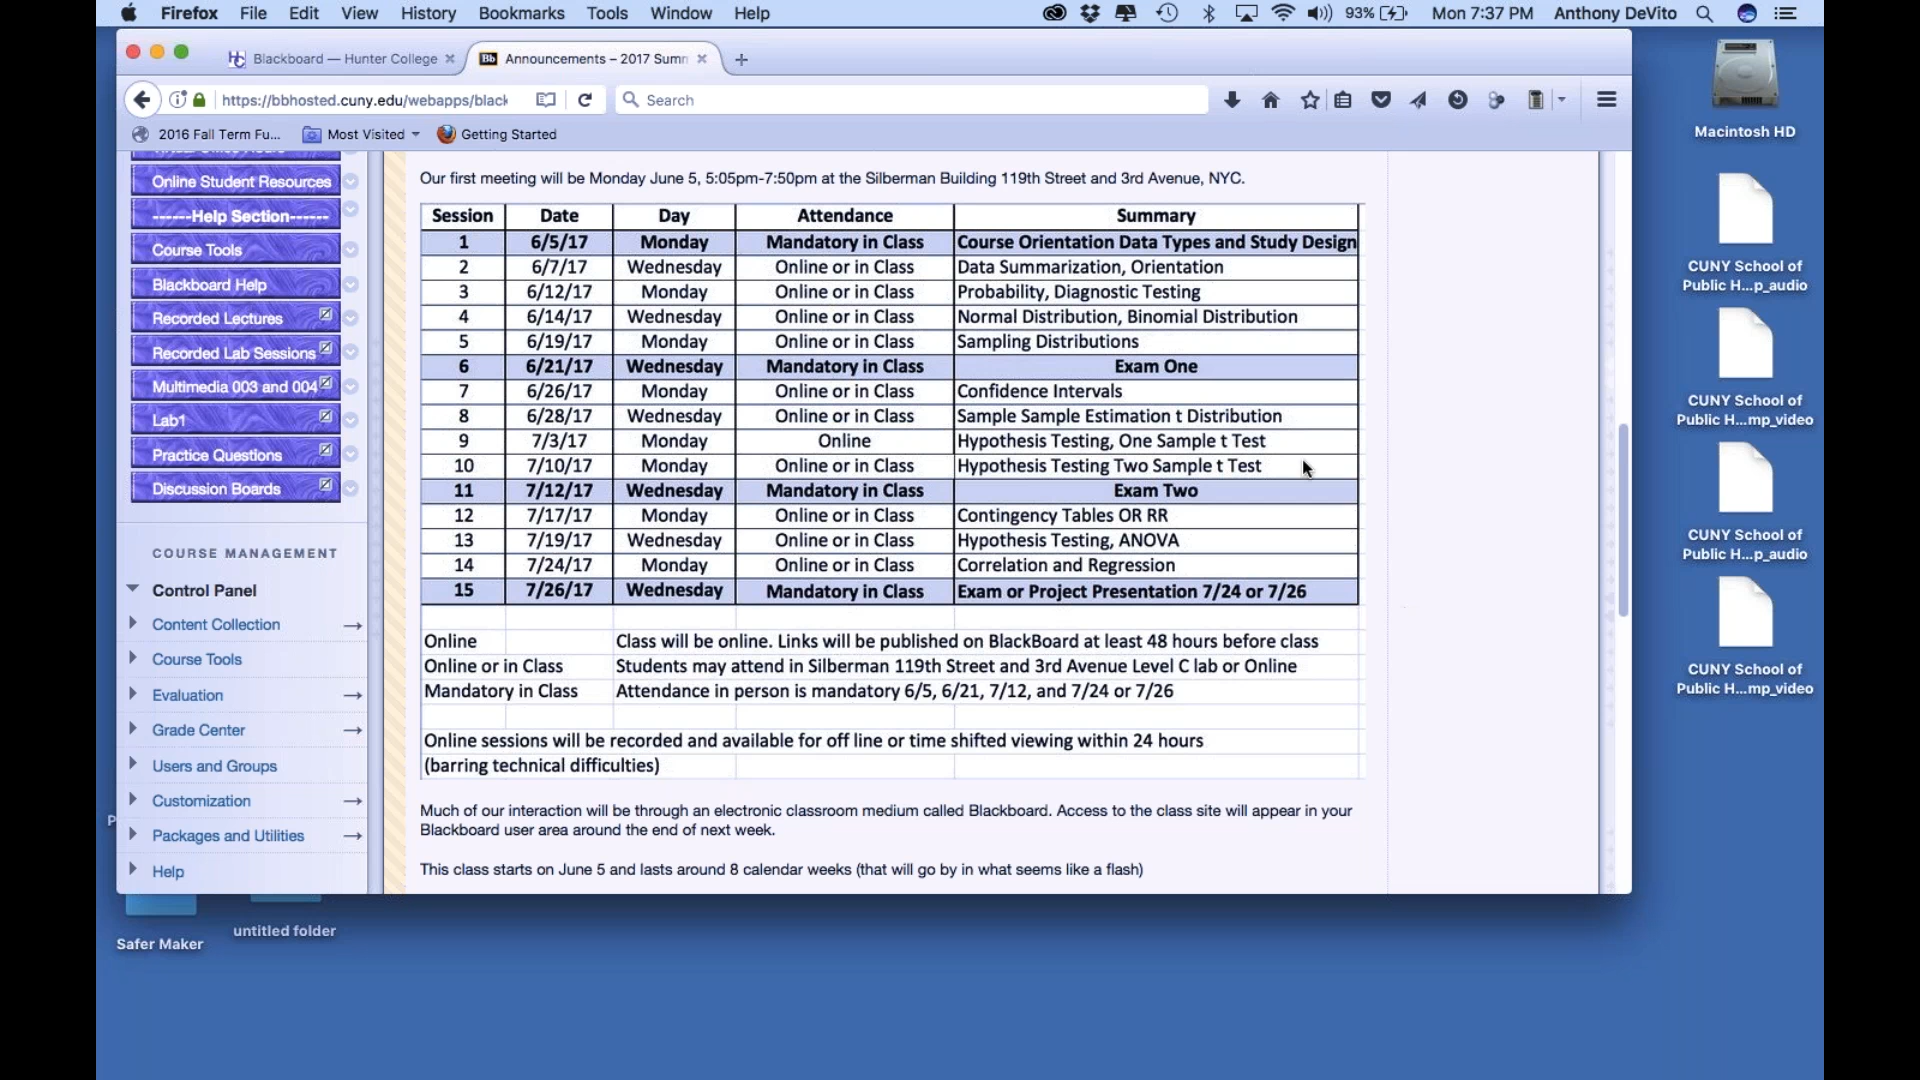 Firefox File Edit View History Bookmarks Tools Window Help 93% Mon 7:37 PM Anthony DeVito
Blackboard — Hunter College
Bb Announcements – 2017 Sumr
https://bbhosted.cuny.edu/webapps/black
Search
2016 Fall Term Fu... Most Visited Getting Started
Online Student Resources
------Help Section------
Course Tools
Blackboard Help
Recorded Lectures
Recorded Lab Sessions
Multimedia 003 and 004
Lab1
Practice Questions
Discussion Boards
COURSE MANAGEMENT
Control Panel
Content Collection
Course Tools
Evaluation
Grade Center
Users and Groups
Customization
Packages and Utilities
Help
Our first meeting will be Monday June 5, 5:05pm-7:50pm at the Silberman Building 119th Street and 3rd Avenue, NYC.
Session Date Day Attendance Summary
1 6/5/17 Monday Mandatory in Class Course Orientation Data Types and Study Design
2 6/7/17 Wednesday Online or in Class Data Summarization, Orientation
3 6/12/17 Monday Online or in Class Probability, Diagnostic Testing
4 6/14/17 Wednesday Online or in Class Normal Distribution, Binomial Distribution
5 6/19/17 Monday Online or in Class Sampling Distributions
6 6/21/17 Wednesday Mandatory in Class Exam One
7 6/26/17 Monday Online or in Class Confidence Intervals
8 6/28/17 Wednesday Online or in Class Sample Sample Estimation t Distribution
9 7/3/17 Monday Online Hypothesis Testing, One Sample t Test
10 7/10/17 Monday Online or in Class Hypothesis Testing Two Sample t Test
11 7/12/17 Wednesday Mandatory in Class Exam Two
12 7/17/17 Monday Online or in Class Contingency Tables OR RR
13 7/19/17 Wednesday Online or in Class Hypothesis Testing, ANOVA
14 7/24/17 Monday Online or in Class Correlation and Regression
15 7/26/17 Wednesday Mandatory in Class Exam or Project Presentation 7/24 or 7/26
Online Class will be online. Links will be published on BlackBoard at least 48 hours before class
Online or in Class Students may attend in Silberman 119th Street and 3rd Avenue Level C lab or Online
Mandatory in Class Attendance in person is mandatory 6/5, 6/21, 7/12, and 7/24 or 7/26
Online sessions will be recorded and available for off line or time shifted viewing within 24 hours
(barring technical difficulties)
Much of our interaction will be through an electronic classroom medium called Blackboard. Access to the class site will appear in your
Blackboard user area around the end of next week.
This class starts on June 5 and lasts around 8 calendar weeks (that will go by in what seems like a flash)
Macintosh HD
CUNY School of
Public H...p_audio
CUNY School of
Public H...mp_video
CUNY School of
Public H...p_audio
CUNY School of
Public H...mp_video
Safer Maker
untitled folder